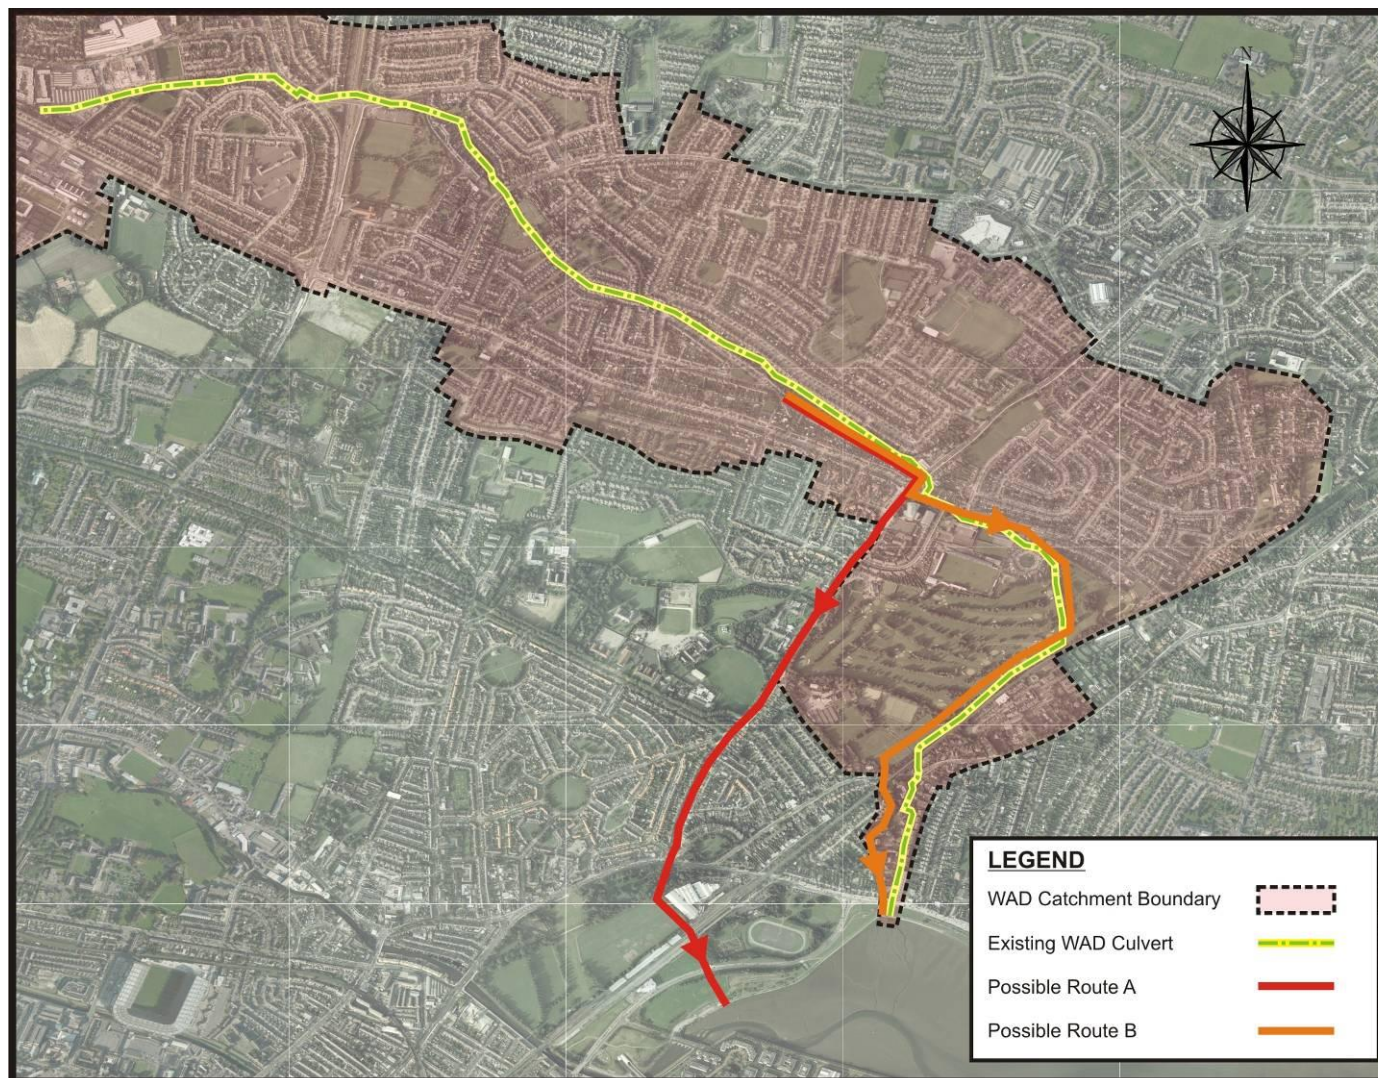 N
LEGEND
WAD Catchment Boundary
Existing WAD Culvert
Possible Route A
Possible Route B